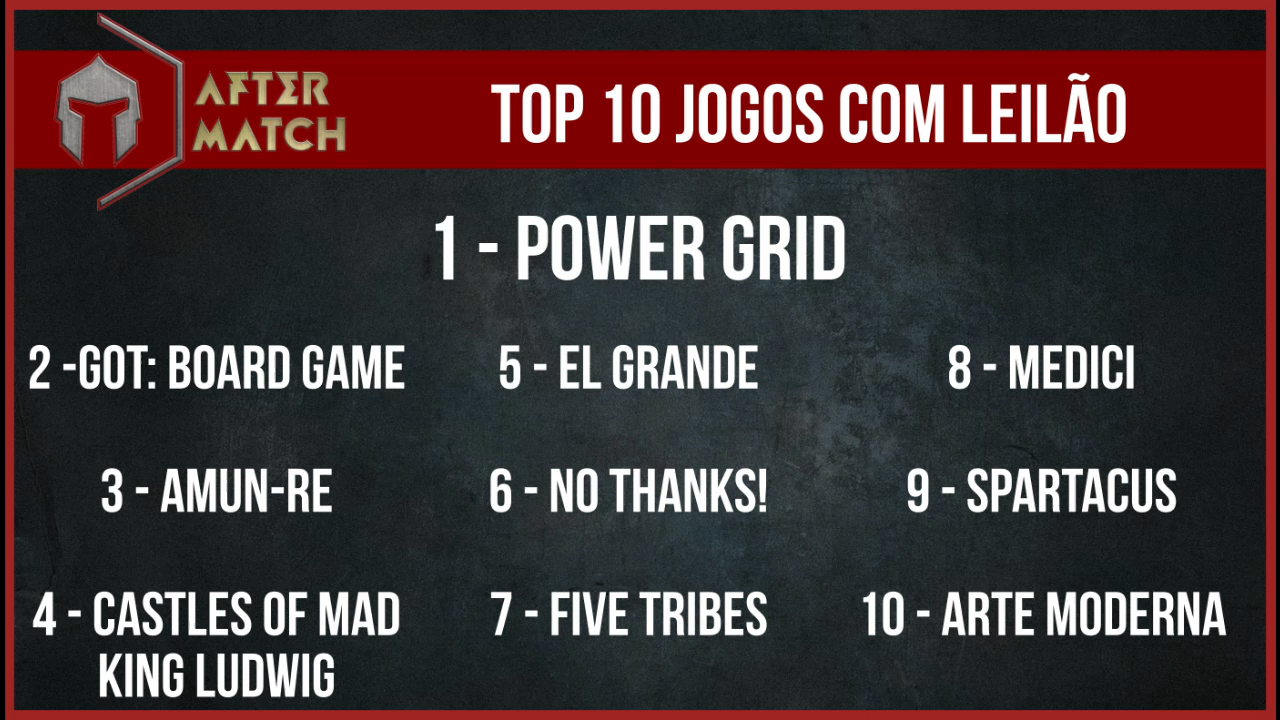 AFTER
MATCH
TOP 10 JOGOS COM LEILÃO
1 - POWER GRID
2 -GOT: BOARD GAME
3 - AMUN-RE
4 - CASTLES OF MAD
KING LUDWIG
5 - EL GRANDE
6 - NO THANKS!
7 - FIVE TRIBES
8 - MEDICI
9 - SPARTACUS
10 - ARTE MODERNA